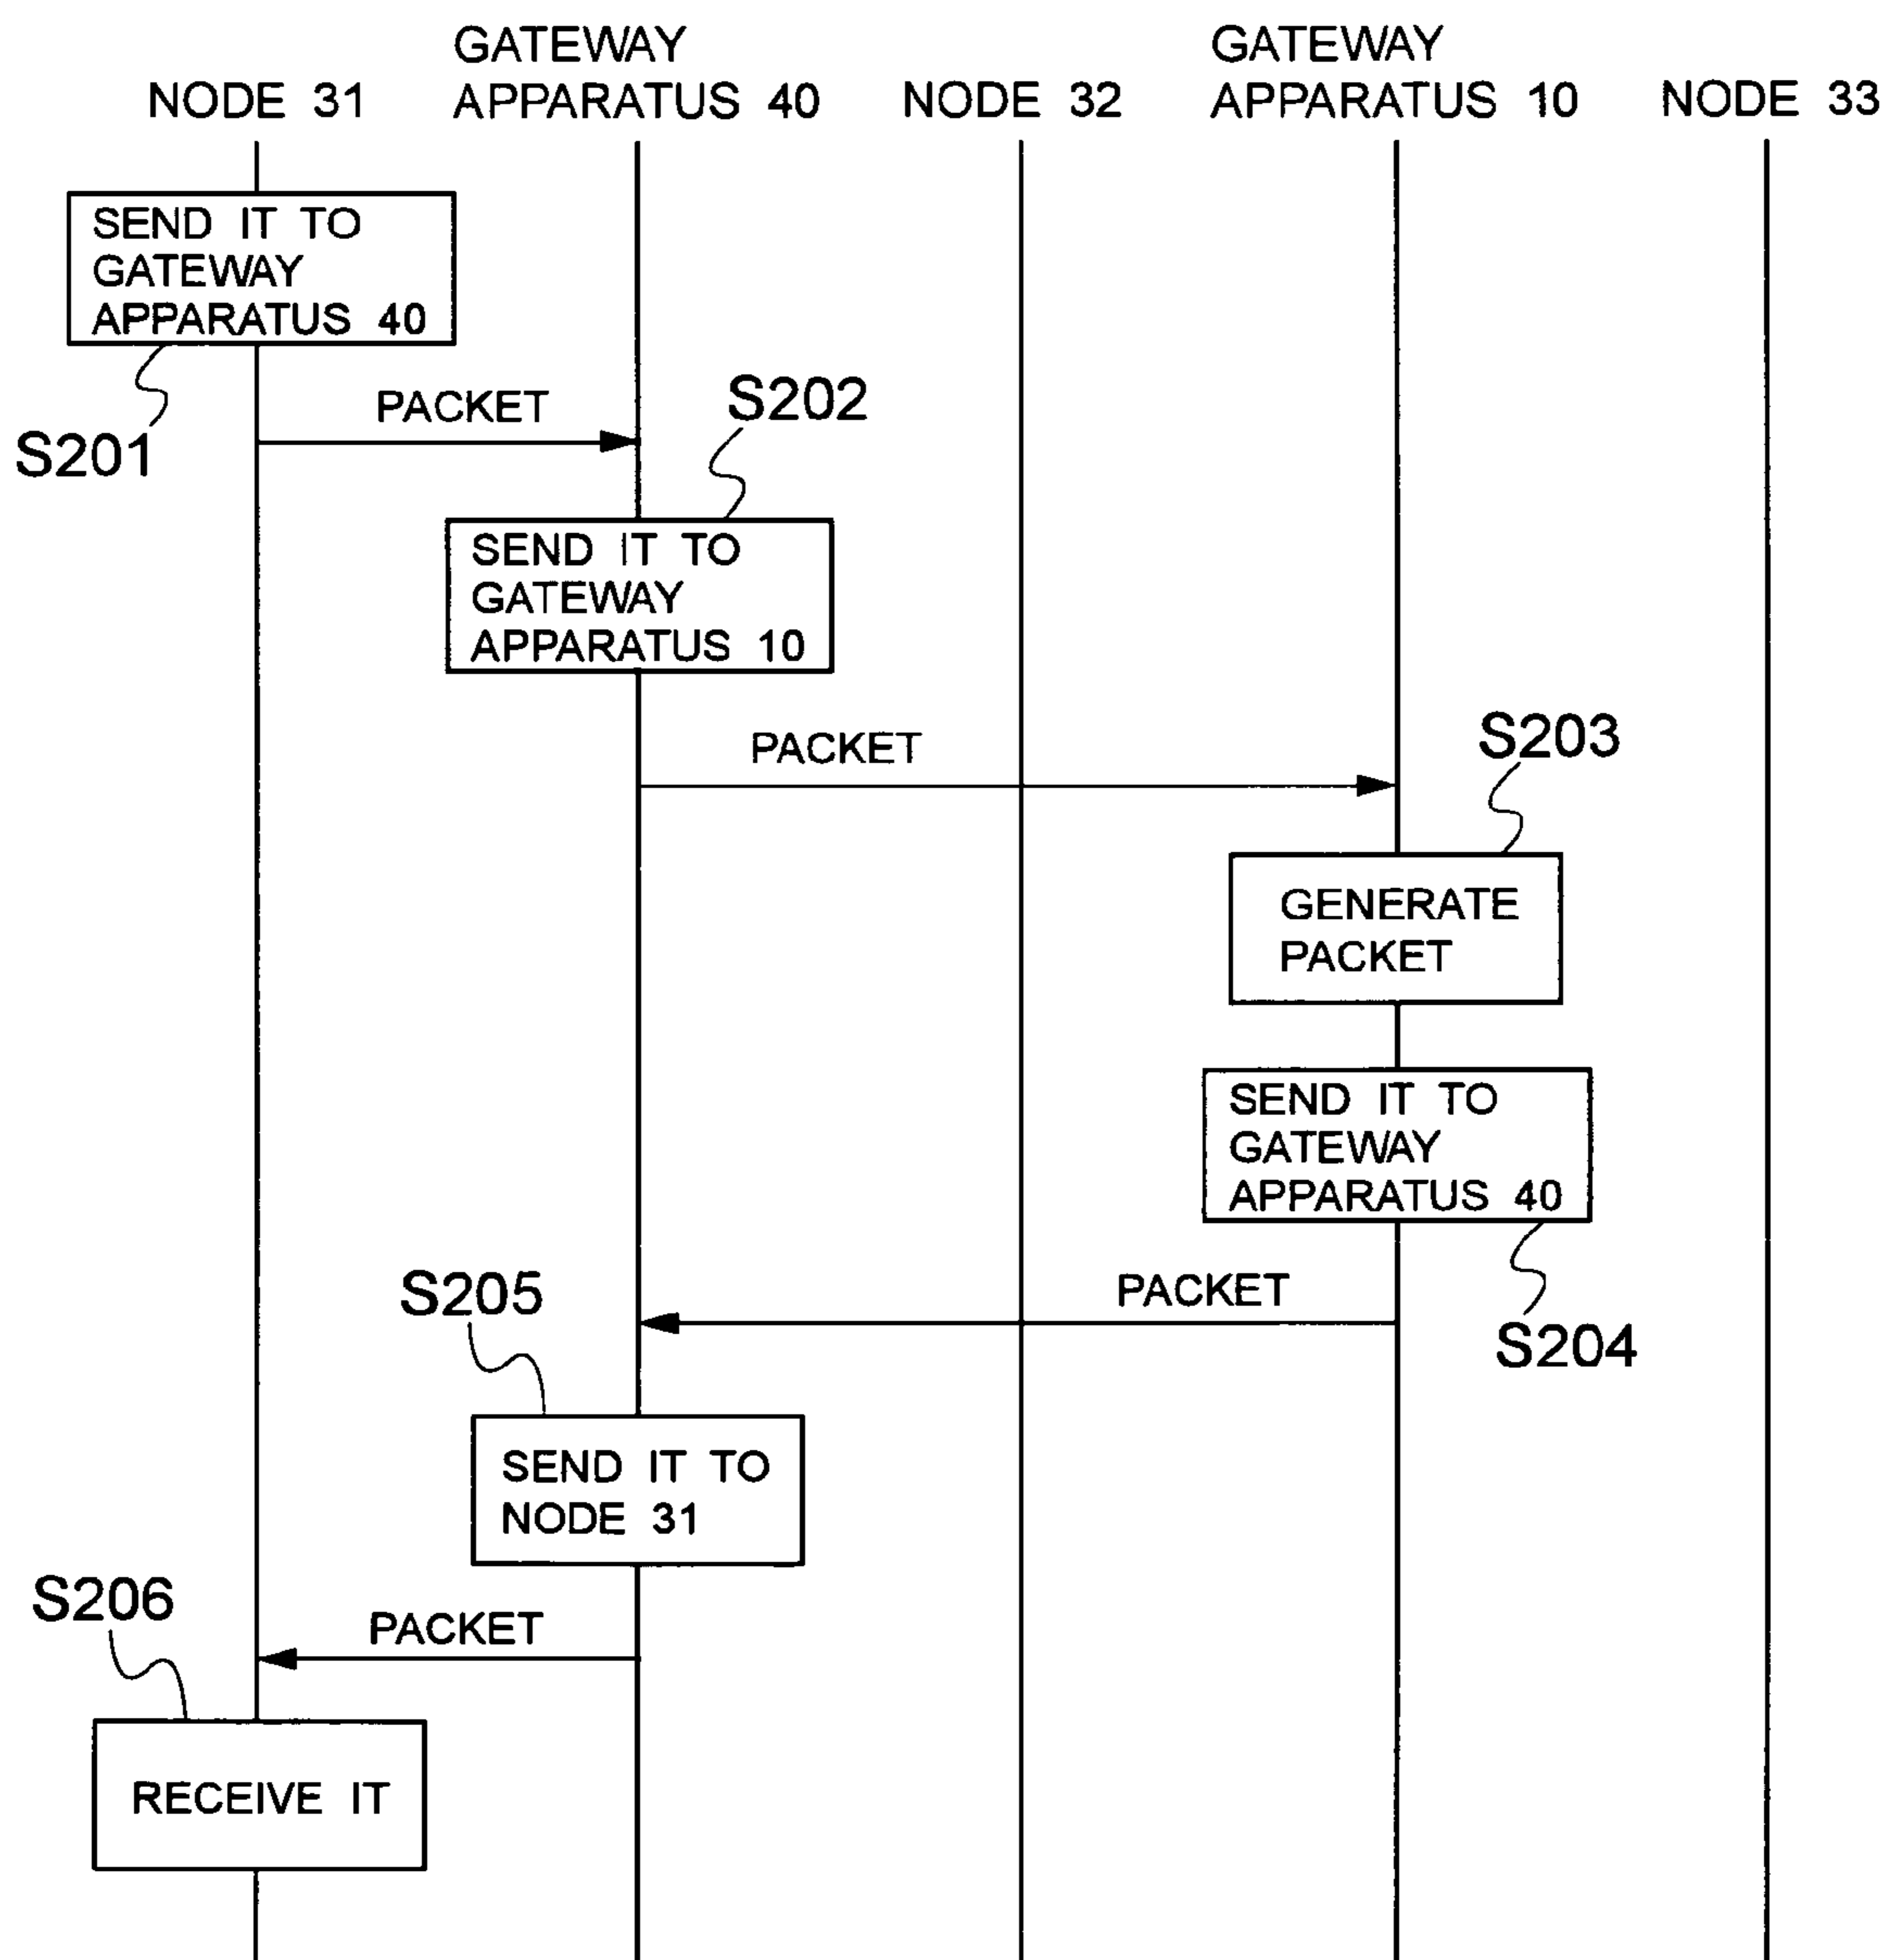 GATEWAY
GATEWAY
NODE 31
APPARATUS 40
NODE 32
APPARATUS 10
NODE 33
SEND IT TO
GATEWAY
APPARATUS 40
S201
PACKET
S202
SEND IT TO
GATEWAY
APPARATUS 10
PACKET
S203
GENERATE
PACKET
SEND IT TO
GATEWAY
APPARATUS 40
S204
PACKET
S205
SEND IT TO
NODE 31
S206
PACKET
RECEIVE IT